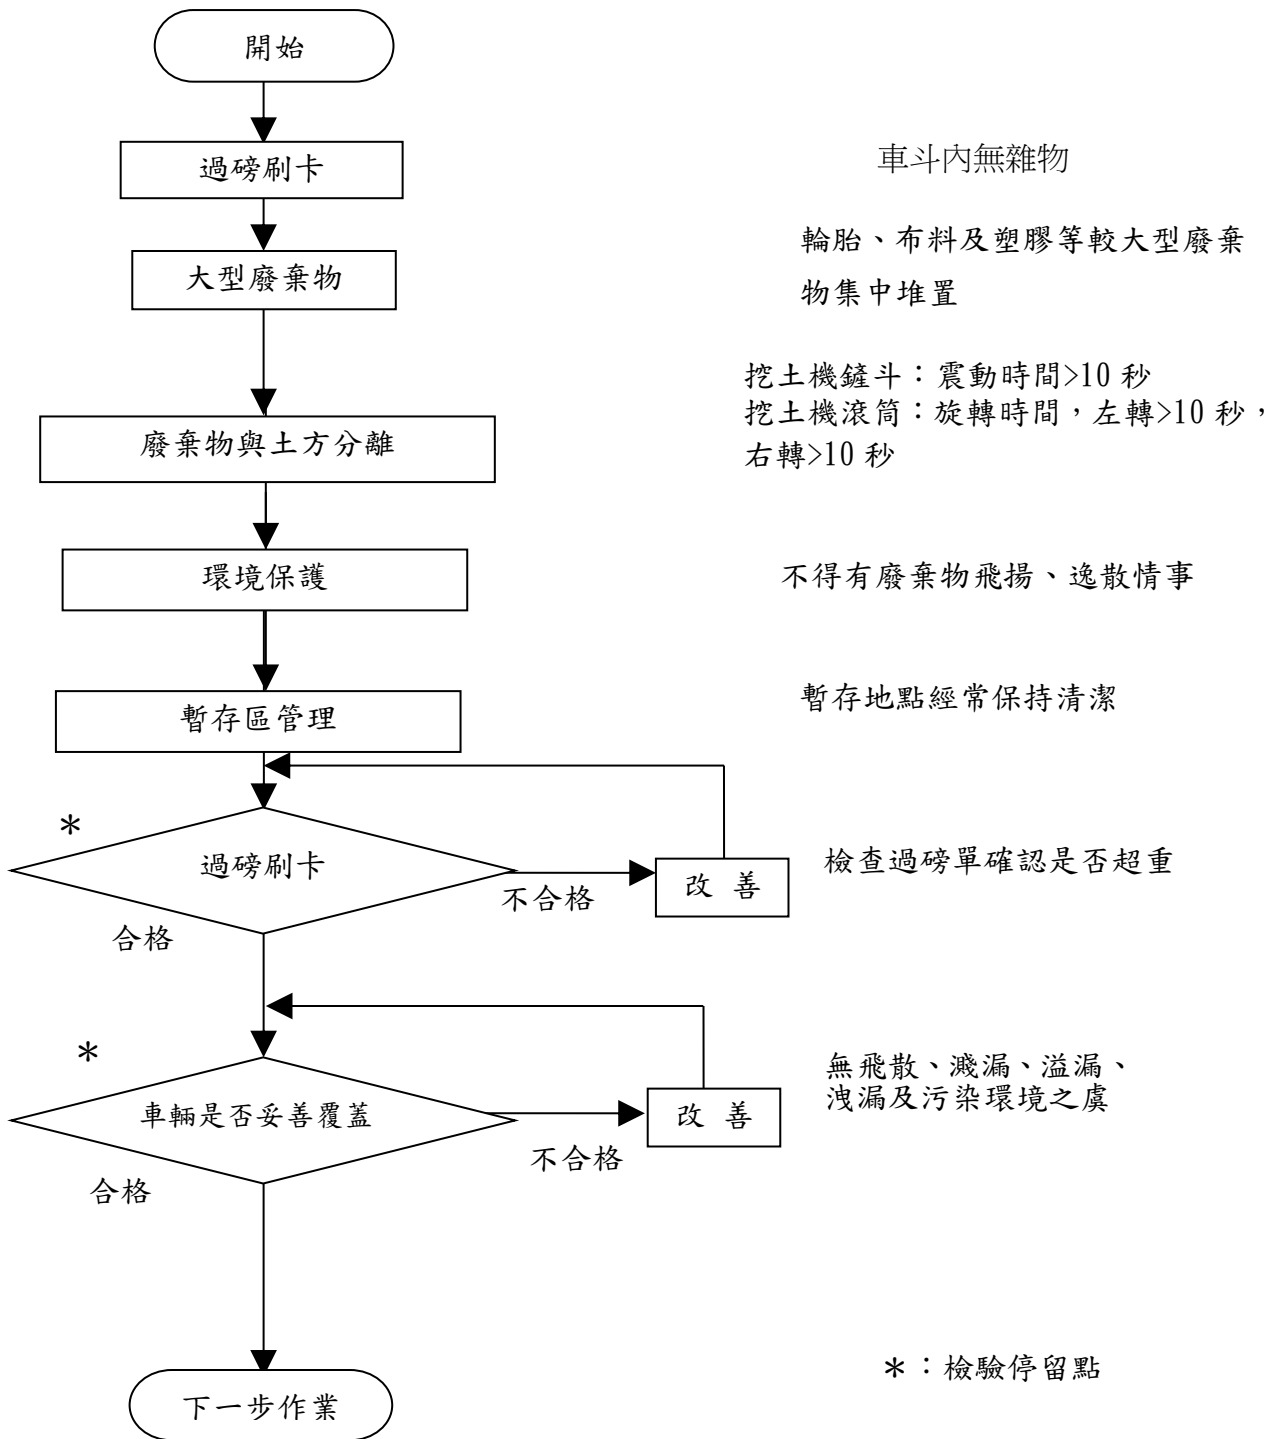 開始
過磅刷卡
車斗內無雜物
大型廢棄物
輪胎、布料及塑膠等較大型廢棄
物集中堆置
廢棄物與土方分離
挖土機鏟斗：震動時間>10 秒
挖土機滾筒：旋轉時間，左轉>10 秒，
右轉>10 秒
環境保護
不得有廢棄物飛揚、逸散情事
暫存區管理
暫存地點經常保持清潔
*
過磅刷卡
不合格
改 善
檢查過磅單確認是否超重
合格
*
車輛是否妥善覆蓋
不合格
改 善
無飛散、濺漏、溢漏、
洩漏及污染環境之虞
合格
*：檢驗停留點
下一步作業